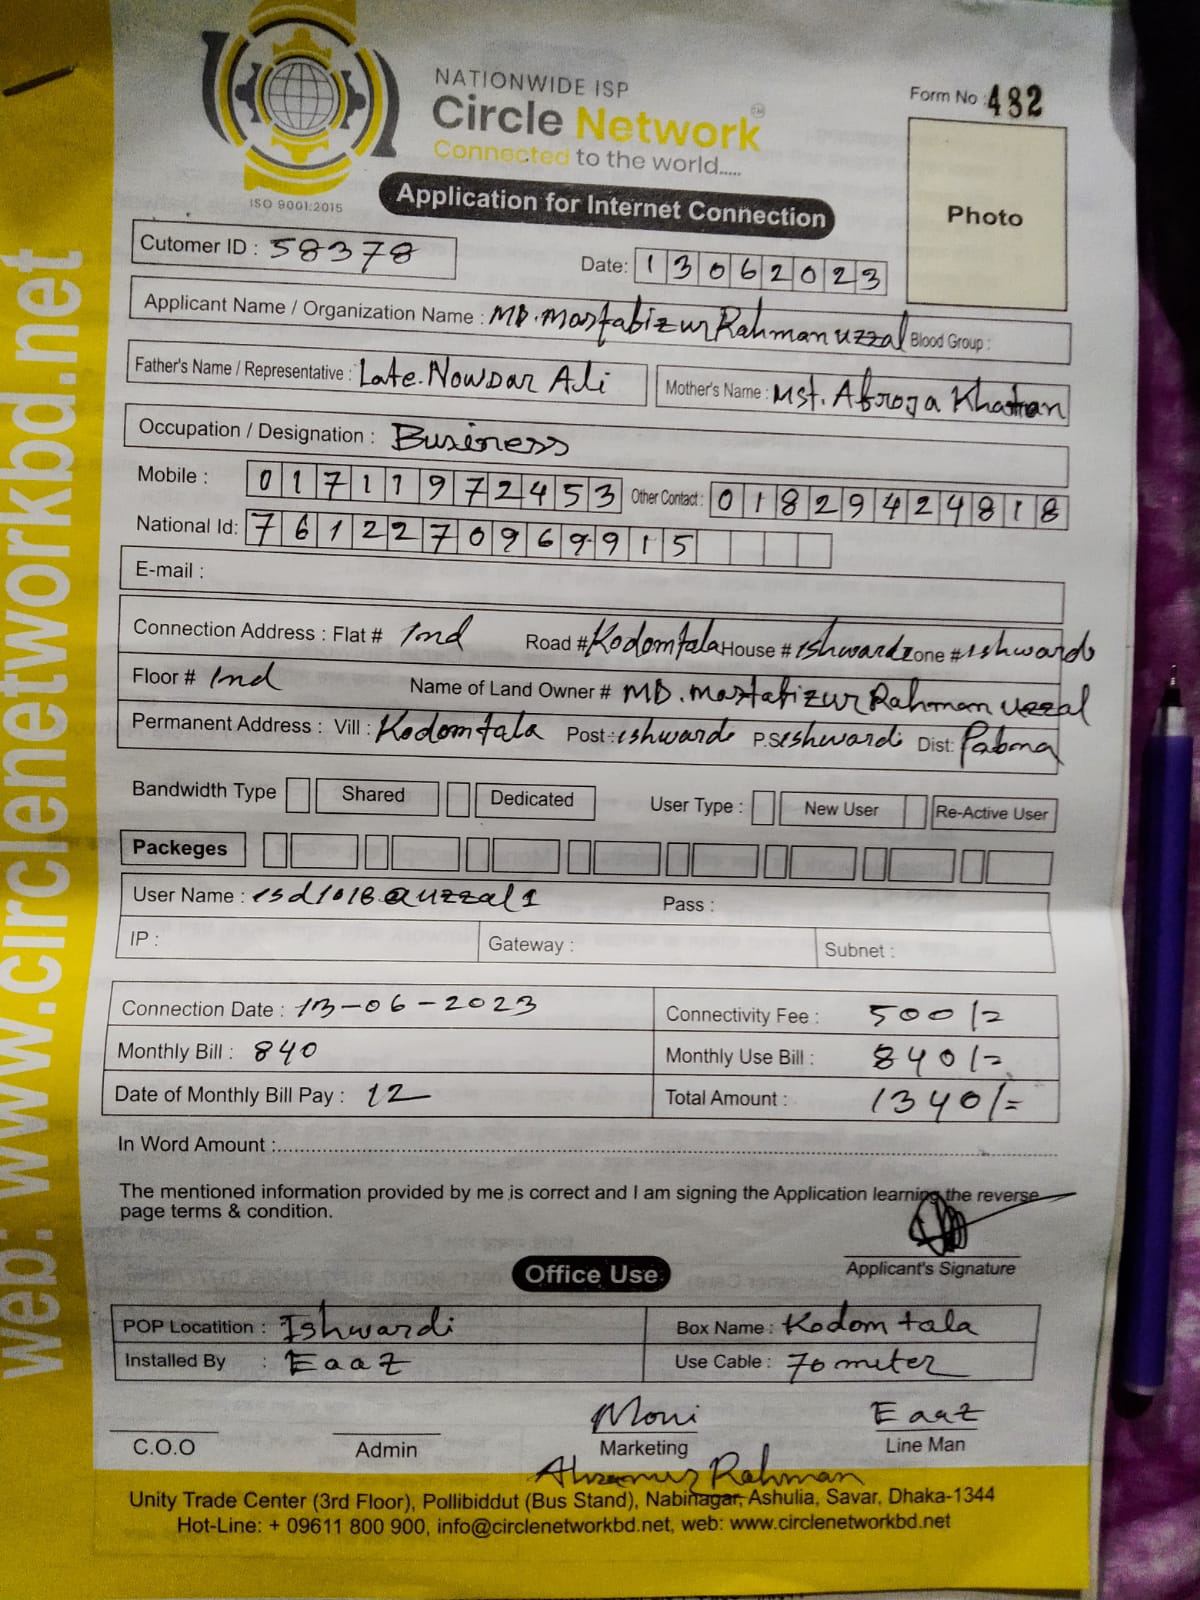 NATIONWIDE ISP
Circle Network
Connected to the world.....
ISO 9001:2015
Form No : 482
Photo
Application for Internet Connection
Cutomer ID : 58378
Date: 13062023
Applicant Name / Organization Name : MD. Mostafizur Rahman uzzal Blood Group :
Father's Name / Representative : Late. Nowsar Ali Mother's Name : Mst. Afroja Khatan
Occupation / Designation : Business
Mobile : 01711972453 Other Contact : 01829424818
National Id: 7612270969915
E-mail :
Connection Address : Flat # 1nd Road # Kodomtala House # ishwardi Zone # ishwardi
Floor # 1nd Name of Land Owner # MD. Mostafizur Rahman uzzal
Permanent Address : Vill : Kodomtala Post : ishwardi P.S: ishwardi Dist: Pabna
Bandwidth Type Shared Dedicated User Type : New User Re-Active User
Packeges
User Name : isd1018@uzzal1 Pass :
IP : Gateway : Subnet :
Connection Date : 13-06-2023 Connectivity Fee : 500/=
Monthly Bill : 840 Monthly Use Bill : 840/=
Date of Monthly Bill Pay : 12 Total Amount : 1340/=
In Word Amount :
The mentioned information provided by me is correct and I am signing the Application learning the reverse
page terms & condition.
Applicant's Signature
Office Use
POP Locatition : Ishwardi Box Name : Kodomtala
Installed By : Eaaz Use Cable : 70 meter
Moni Eaaz
C.O.O Admin Marketing Line Man
Rahman
Unity Trade Center (3rd Floor), Pollibiddut (Bus Stand), Nabinagar, Ashulia, Savar, Dhaka-1344
Hot-Line: + 09611 800 900, info@circlenetworkbd.net, web: www.circlenetworkbd.net
web: www.circlenetworkbd.net